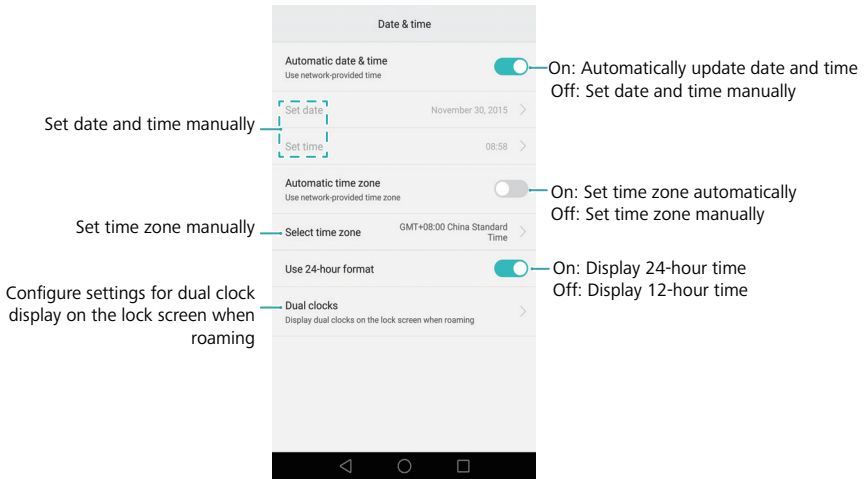 Date & time
Automatic date & time
Use network-provided time
On: Automatically update date and time
Off: Set date and time manually
Set date and time manually
Set date
November 30, 2015
Set time
08:58
Automatic time zone
Use network-provided time zone
On: Set time zone automatically
Off: Set time zone manually
Set time zone manually
Select time zone
GMT+08:00 China Standard
Time
Use 24-hour format
On: Display 24-hour time
Off: Display 12-hour time
Configure settings for dual clock
display on the lock screen when
roaming
Dual clocks
Display dual clocks on the lock screen when roaming